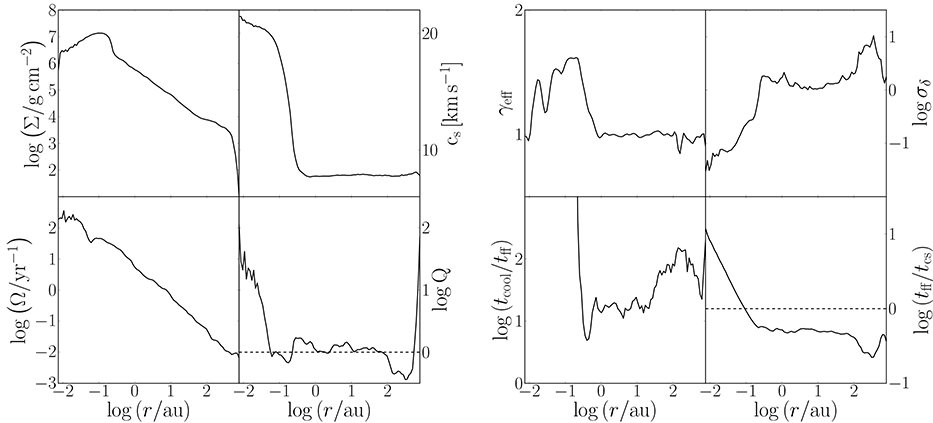 8
7
6
5
4
3
2
log (Σ/g cm⁻²)
20
10
c_s [km s⁻¹]
2
1
γ_eff
1
0
−1
log σ_δ
2
1
0
−1
−2
−3
log (Ω/yr⁻¹)
2
1
0
log Q
2
1
0
log (t_cool/t_ff)
1
0
−1
log (t_ff/t_cs)
−2 −1 0 1 2 −2 −1 0 1 2
log (r/au) log (r/au)
−2 −1 0 1 2 −2 −1 0 1 2
log (r/au) log (r/au)